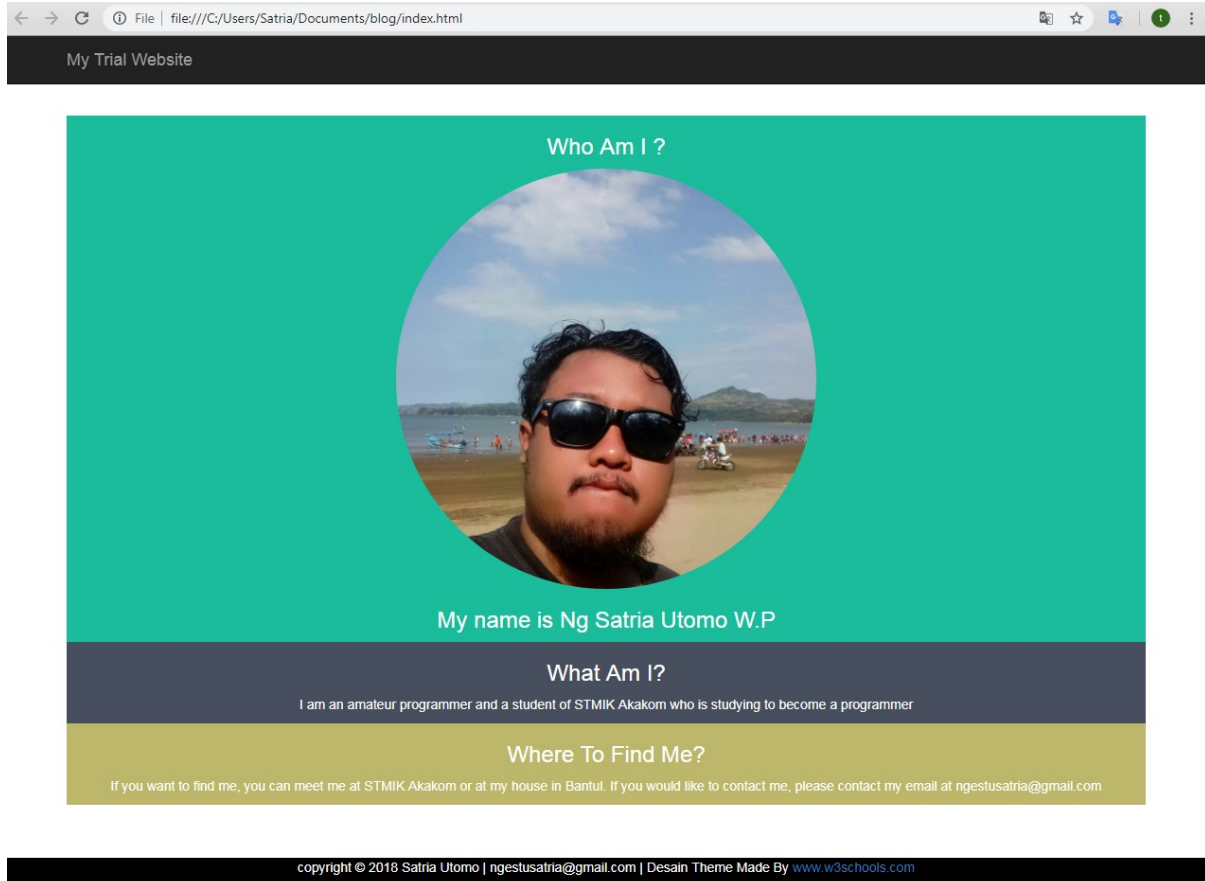 File | file:///C:/Users/Satria/Documents/blog/index.html
t
My Trial Website
Who Am I ?
My name is Ng Satria Utomo W.P
What Am I?
I am an amateur programmer and a student of STMIK Akakom who is studying to become a programmer
Where To Find Me?
If you want to find me, you can meet me at STMIK Akakom or at my house in Bantul. If you would like to contact me, please contact my email at ngestusatria@gmail.com
copyright © 2018 Satria Utomo | ngestusatria@gmail.com | Desain Theme Made By www.w3schools.com